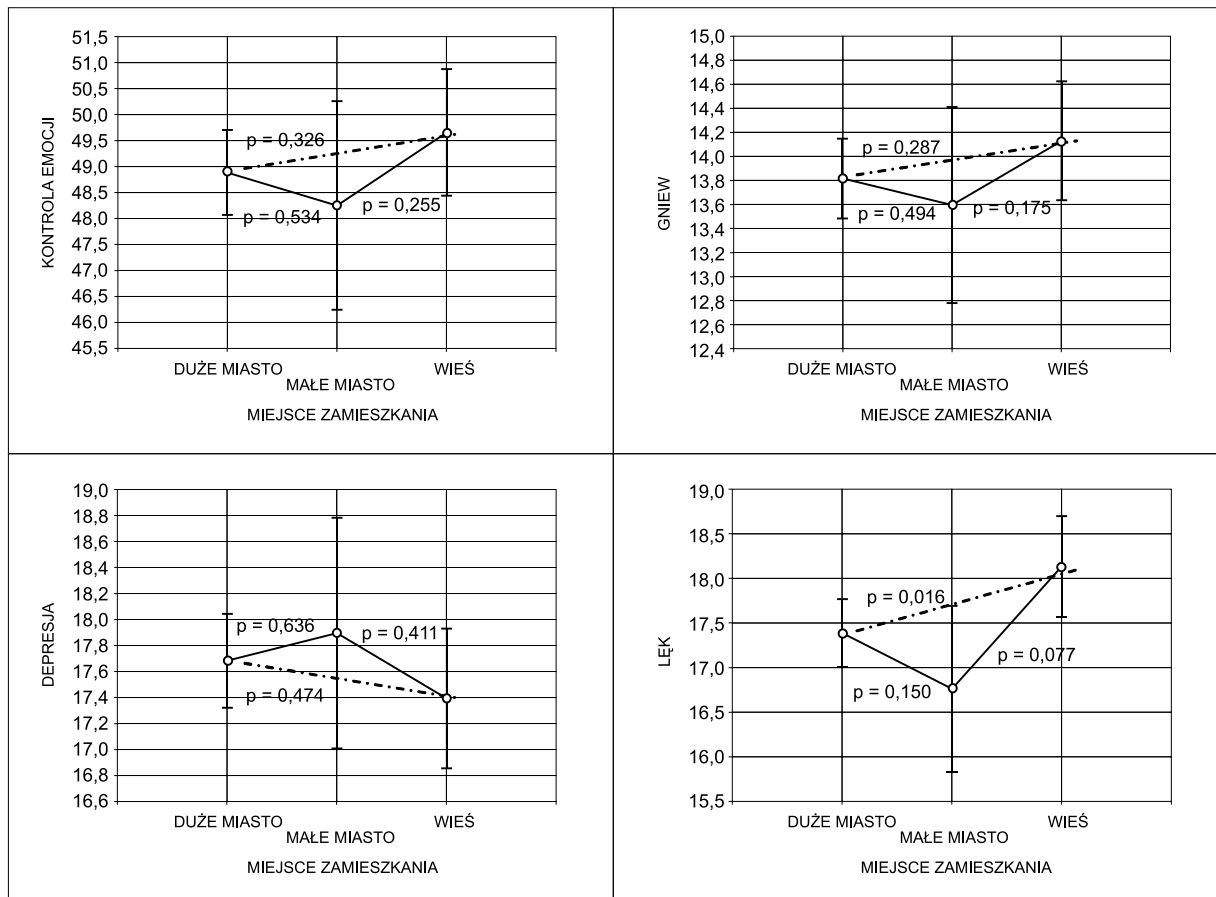 KONTROLA EMOCJI
51,5
51,0
50,5
50,0
49,5
49,0
48,5
48,0
47,5
47,0
46,5
46,0
45,5
p = 0,326
p = 0,534
p = 0,255
DUŻE MIASTO
MAŁE MIASTO
WIEŚ
MIEJSCE ZAMIESZKANIA
GNIEW
15,0
14,8
14,6
14,4
14,2
14,0
13,8
13,6
13,4
13,2
13,0
12,8
12,6
12,4
p = 0,287
p = 0,494
p = 0,175
DUŻE MIASTO
MAŁE MIASTO
WIEŚ
MIEJSCE ZAMIESZKANIA
DEPRESJA
19,0
18,8
18,6
18,4
18,2
18,0
17,8
17,6
17,4
17,2
17,0
16,8
16,6
p = 0,636
p = 0,411
p = 0,474
DUŻE MIASTO
MAŁE MIASTO
WIEŚ
MIEJSCE ZAMIESZKANIA
LĘK
19,0
18,5
18,0
17,5
17,0
16,5
16,0
15,5
p = 0,016
p = 0,077
p = 0,150
DUŻE MIASTO
MAŁE MIASTO
WIEŚ
MIEJSCE ZAMIESZKANIA